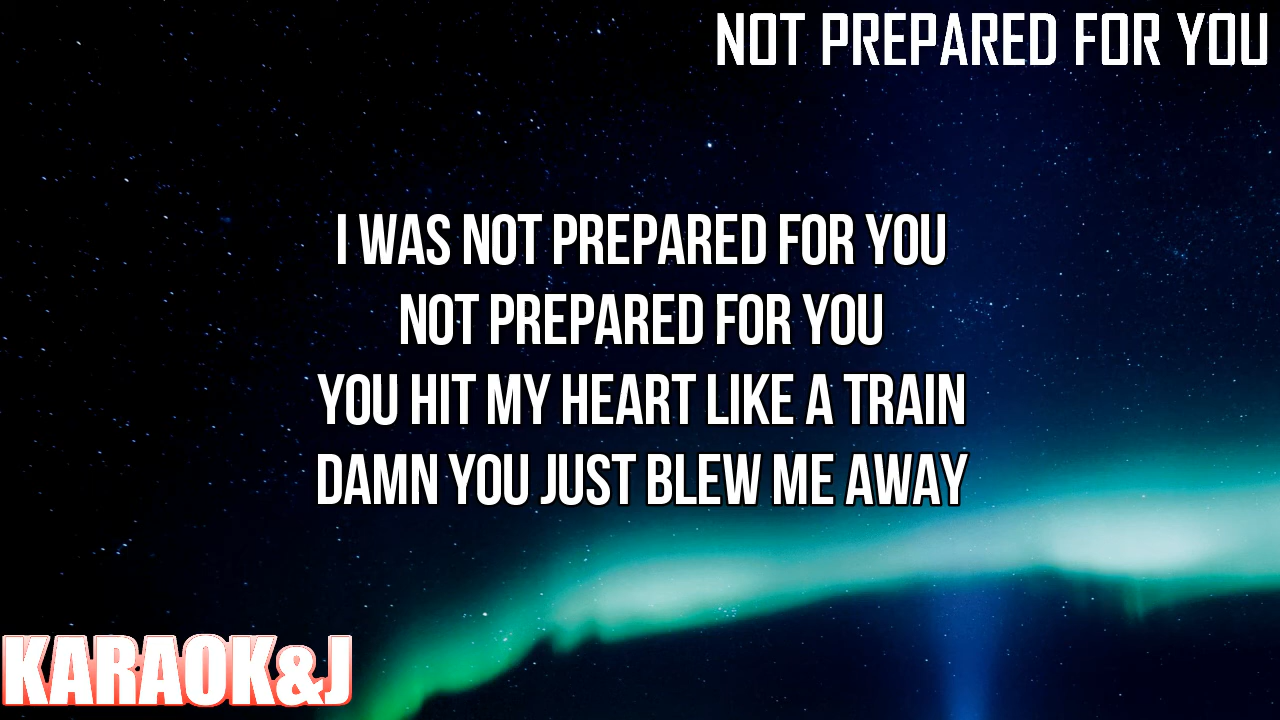 NOT PREPARED FOR YOU
I WAS NOT PREPARED FOR YOU
NOT PREPARED FOR YOU
YOU HIT MY HEART LIKE A TRAIN
DAMN YOU JUST BLEW ME AWAY
KARAOK&J